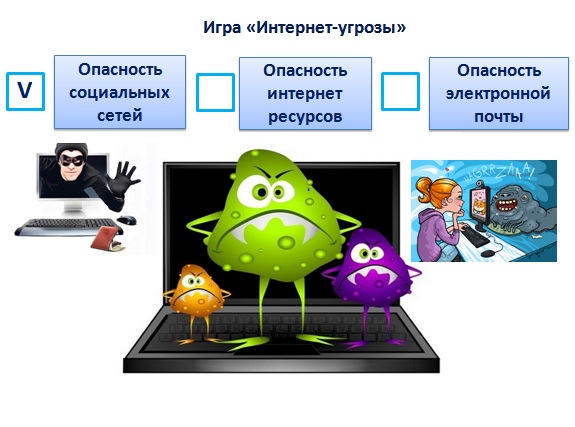 Игра «Интернет-угрозы»
V
Опасность
социальных
сетей
Опасность
интернет
ресурсов
Опасность
электронной
почты